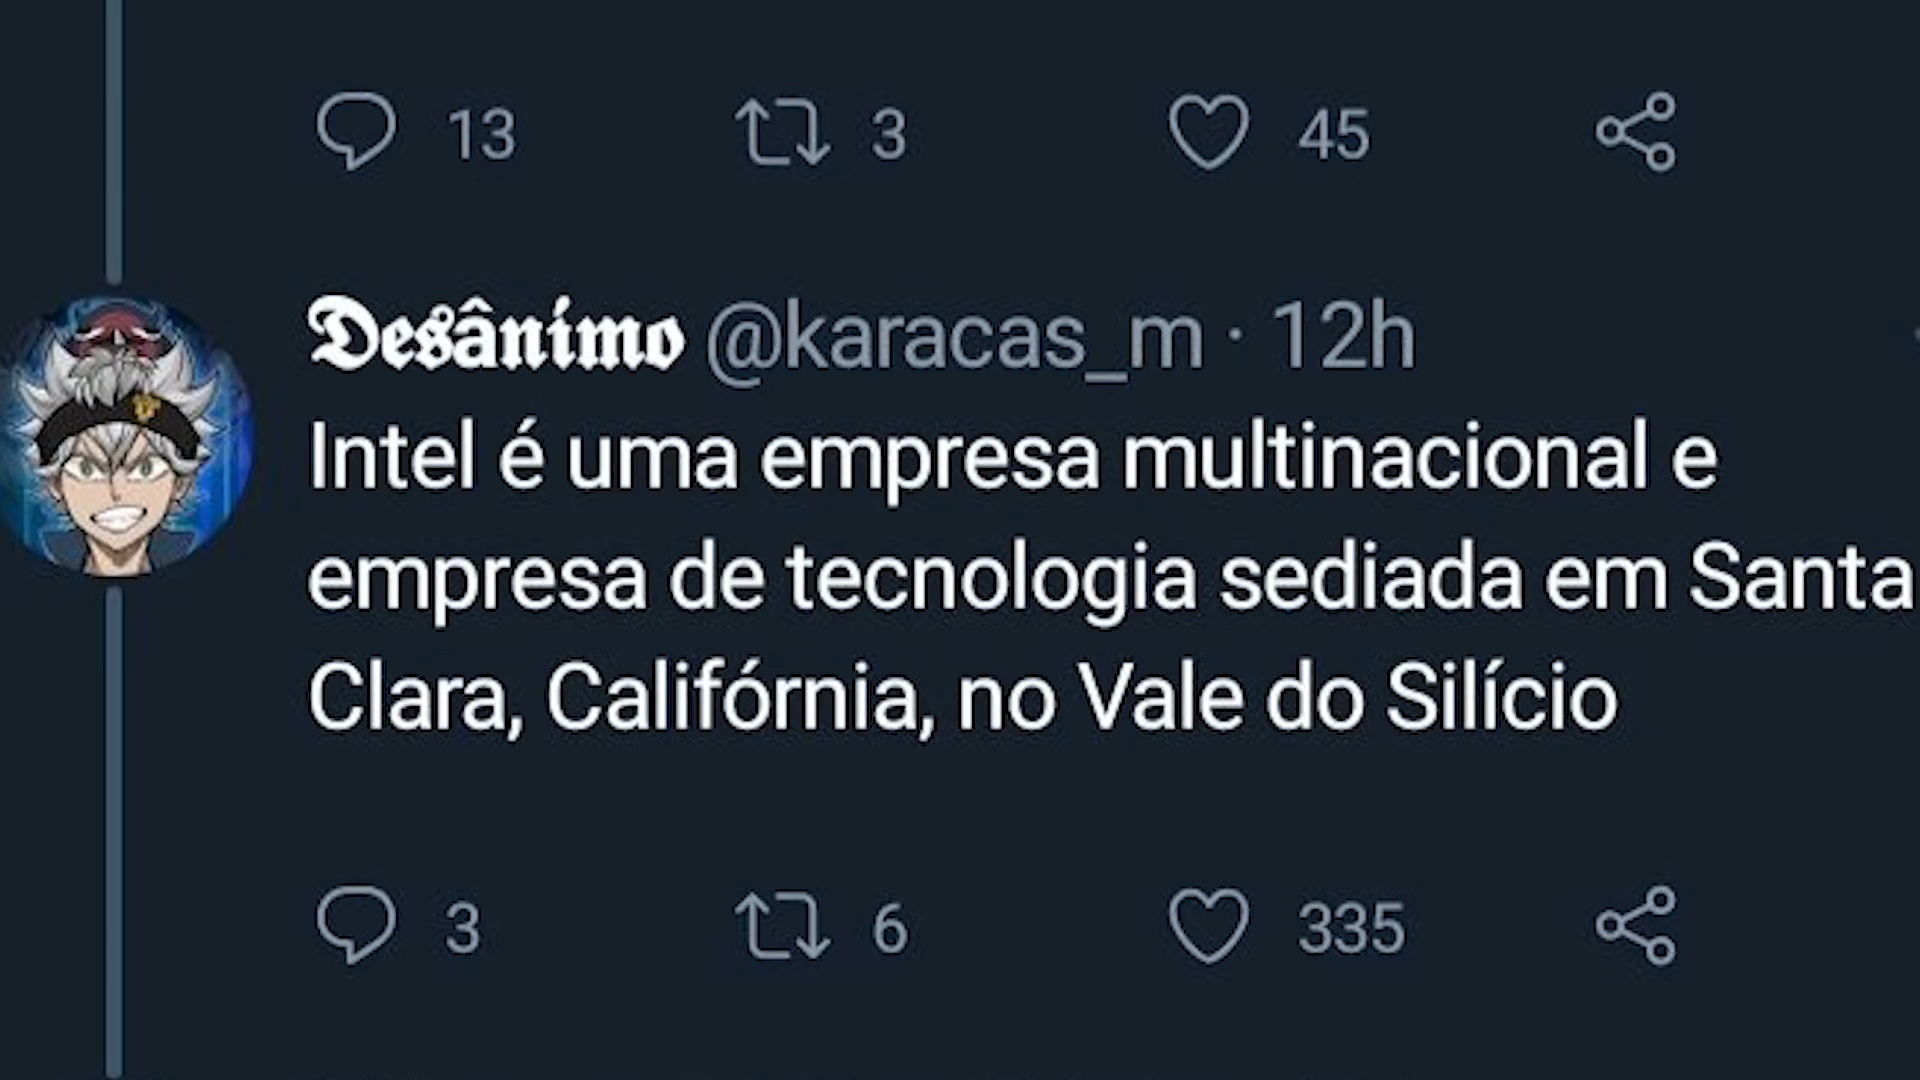 13 3 45
Desânimo @karacas_m · 12h
Intel é uma empresa multinacional e
empresa de tecnologia sediada em Santa
Clara, Califórnia, no Vale do Silício
3 6 335